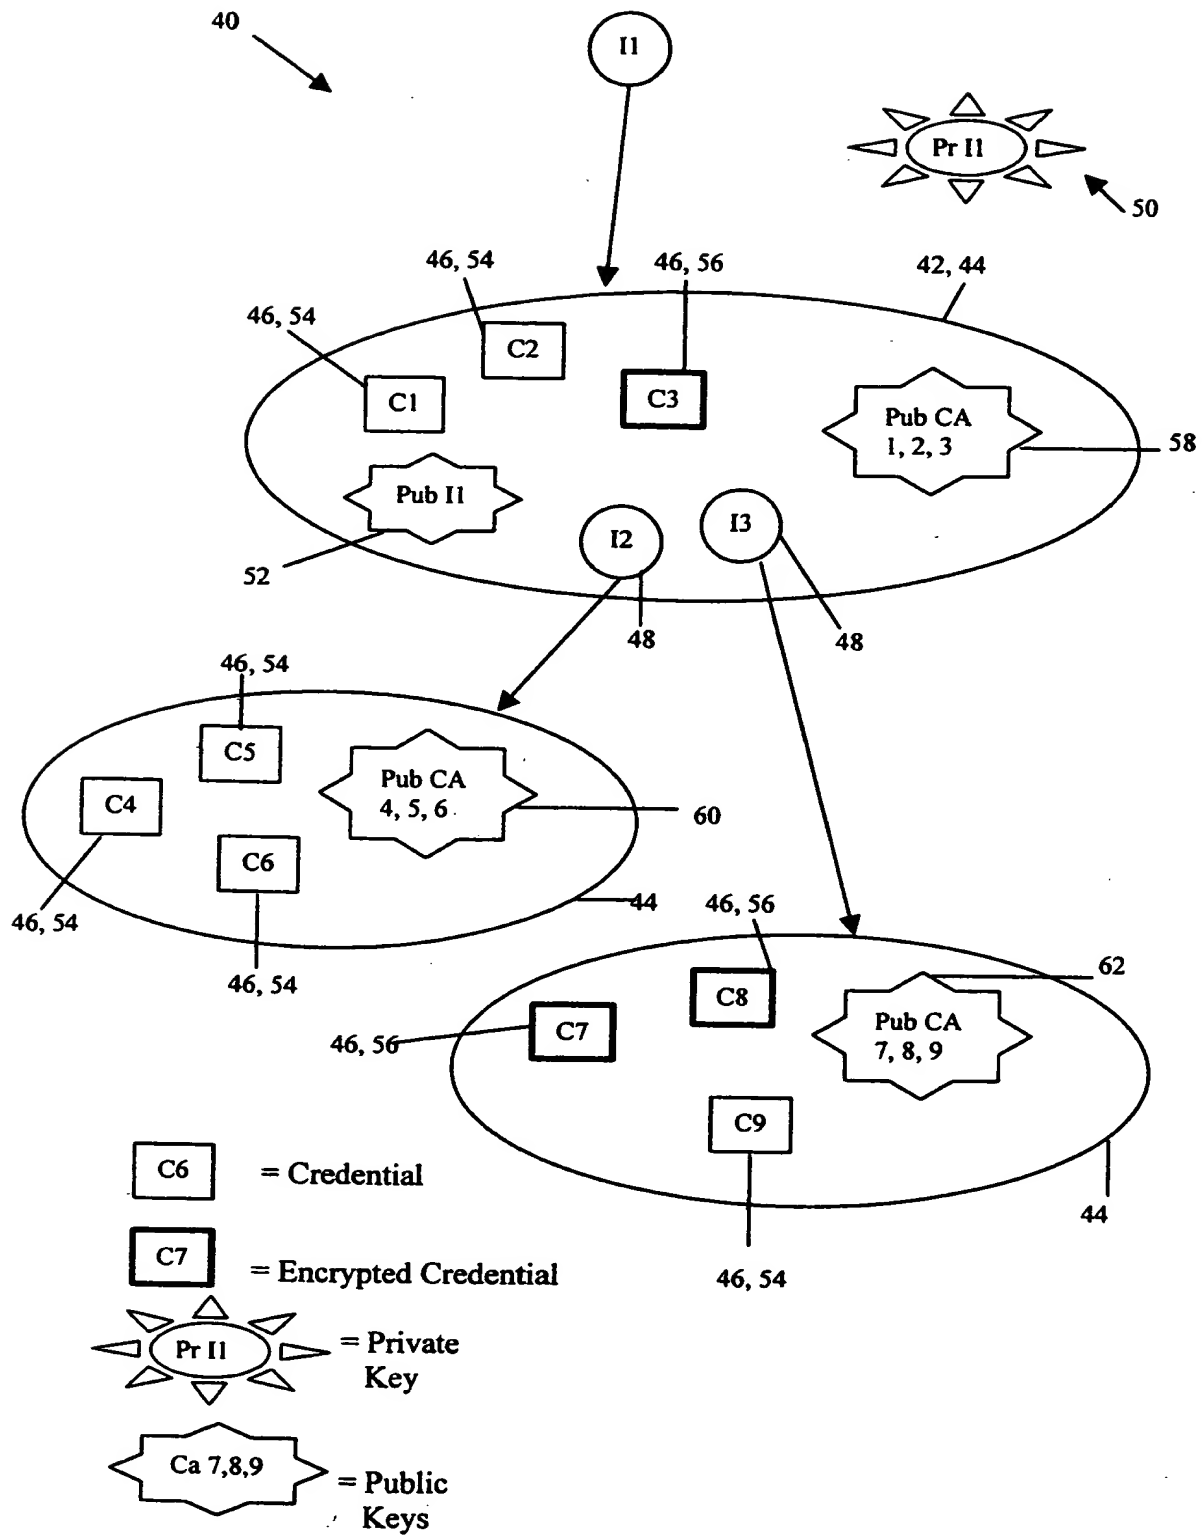 40
I1
Pr I1
50
46, 54
46, 56
42, 44
46, 54
C2
C1
C3
Pub CA
1, 2, 3
58
Pub I1
I2
I3
52
48
48
46, 54
C5
Pub CA
4, 5, 6
C4
60
C6
46, 54
44
46, 56
46, 54
62
C8
Pub CA
7, 8, 9
C7
46, 56
C9
44
46, 54
C6
= Credential
C7
= Encrypted Credential
Pr I1
= Private
Key
Ca 7,8,9
= Public
Keys